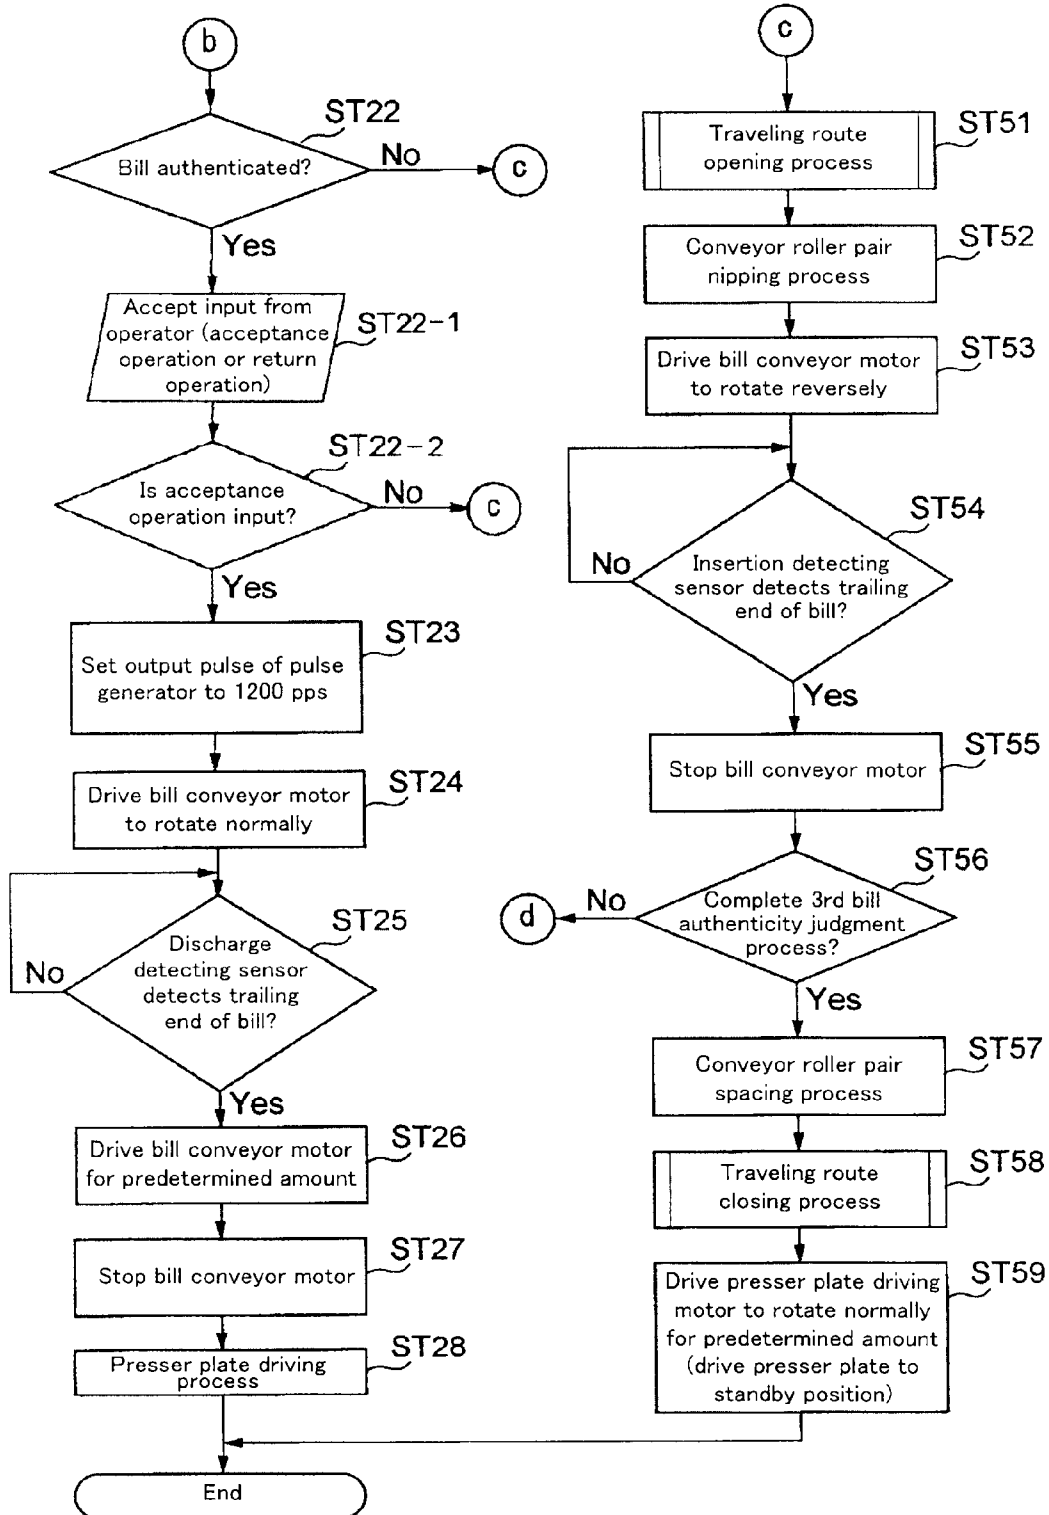 b
ST22
Bill authenticated?
No
c
Yes
Accept input from
operator (acceptance
operation or return
operation)
ST22-1
ST22-2
Is acceptance
operation input?
No
c
Yes
ST23
Set output pulse of pulse
generator to 1200 pps
ST24
Drive bill conveyor motor
to rotate normally
ST25
Discharge
detecting sensor
detects trailing
end of bill?
No
Yes
ST26
Drive bill conveyor motor
for predetermined amount
ST27
Stop bill conveyor motor
ST28
Presser plate driving
process
End
c
ST51
Traveling route
opening process
ST52
Conveyor roller pair
nipping process
ST53
Drive bill conveyor motor
to rotate reversely
ST54
Insertion detecting
sensor detects trailing
end of bill?
No
Yes
ST55
Stop bill conveyor motor
ST56
Complete 3rd bill
authenticity judgment
process?
No
d
Yes
ST57
Conveyor roller pair
spacing process
ST58
Traveling route
closing process
ST59
Drive presser plate driving
motor to rotate normally
for predetermined amount
(drive presser plate to
standby position)